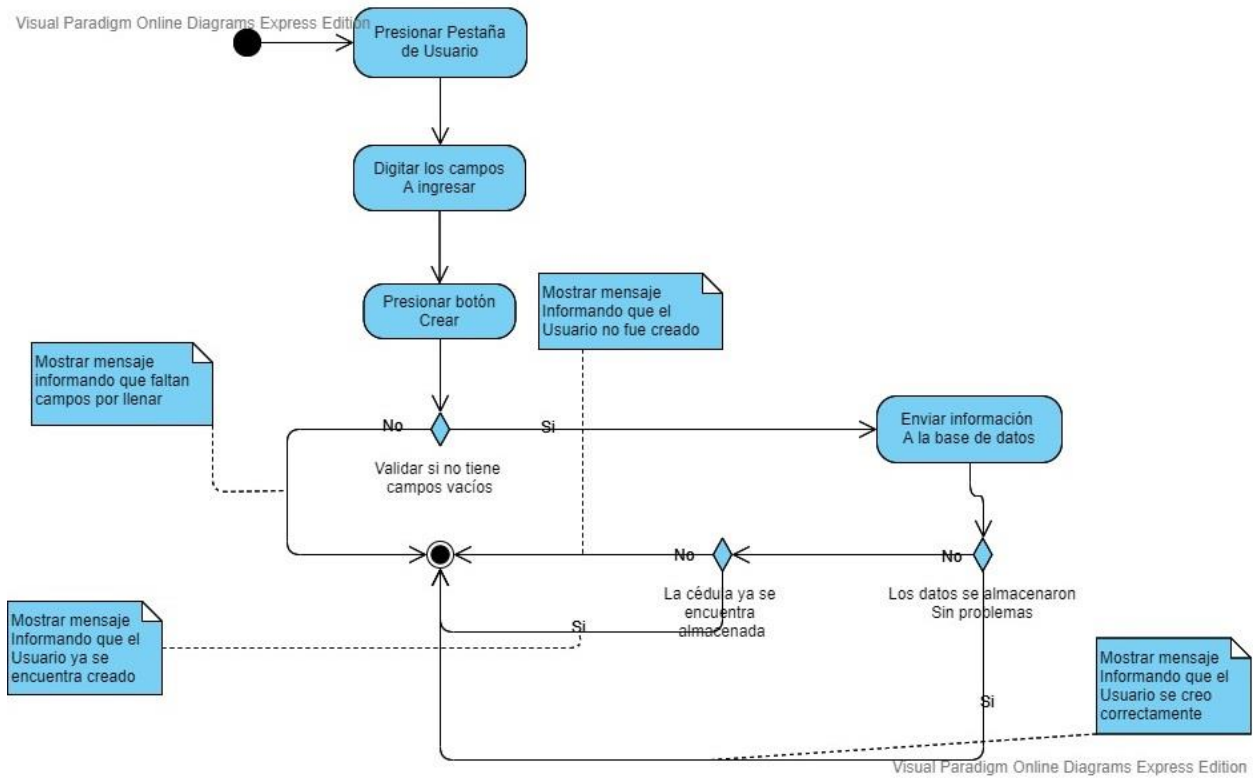 Visual Paradigm Online Diagrams Express Edition
Presionar Pestaña
de Usuario
Digitar los campos
A ingresar
Presionar botón
Crear
Mostrar mensaje
Informando que el
Usuario no fue creado
Mostrar mensaje
informando que faltan
campos por llenar
No
Si
Enviar información
A la base de datos
Validar si no tiene
campos vacíos
No
No
La cédula ya se
encuentra
almacenada
Los datos se almacenaron
Sin problemas
Si
Mostrar mensaje
Informando que el
Usuario ya se
encuentra creado
Mostrar mensaje
Informando que el
Usuario se creo
correctamente
Si
Visual Paradigm Online Diagrams Express Edition